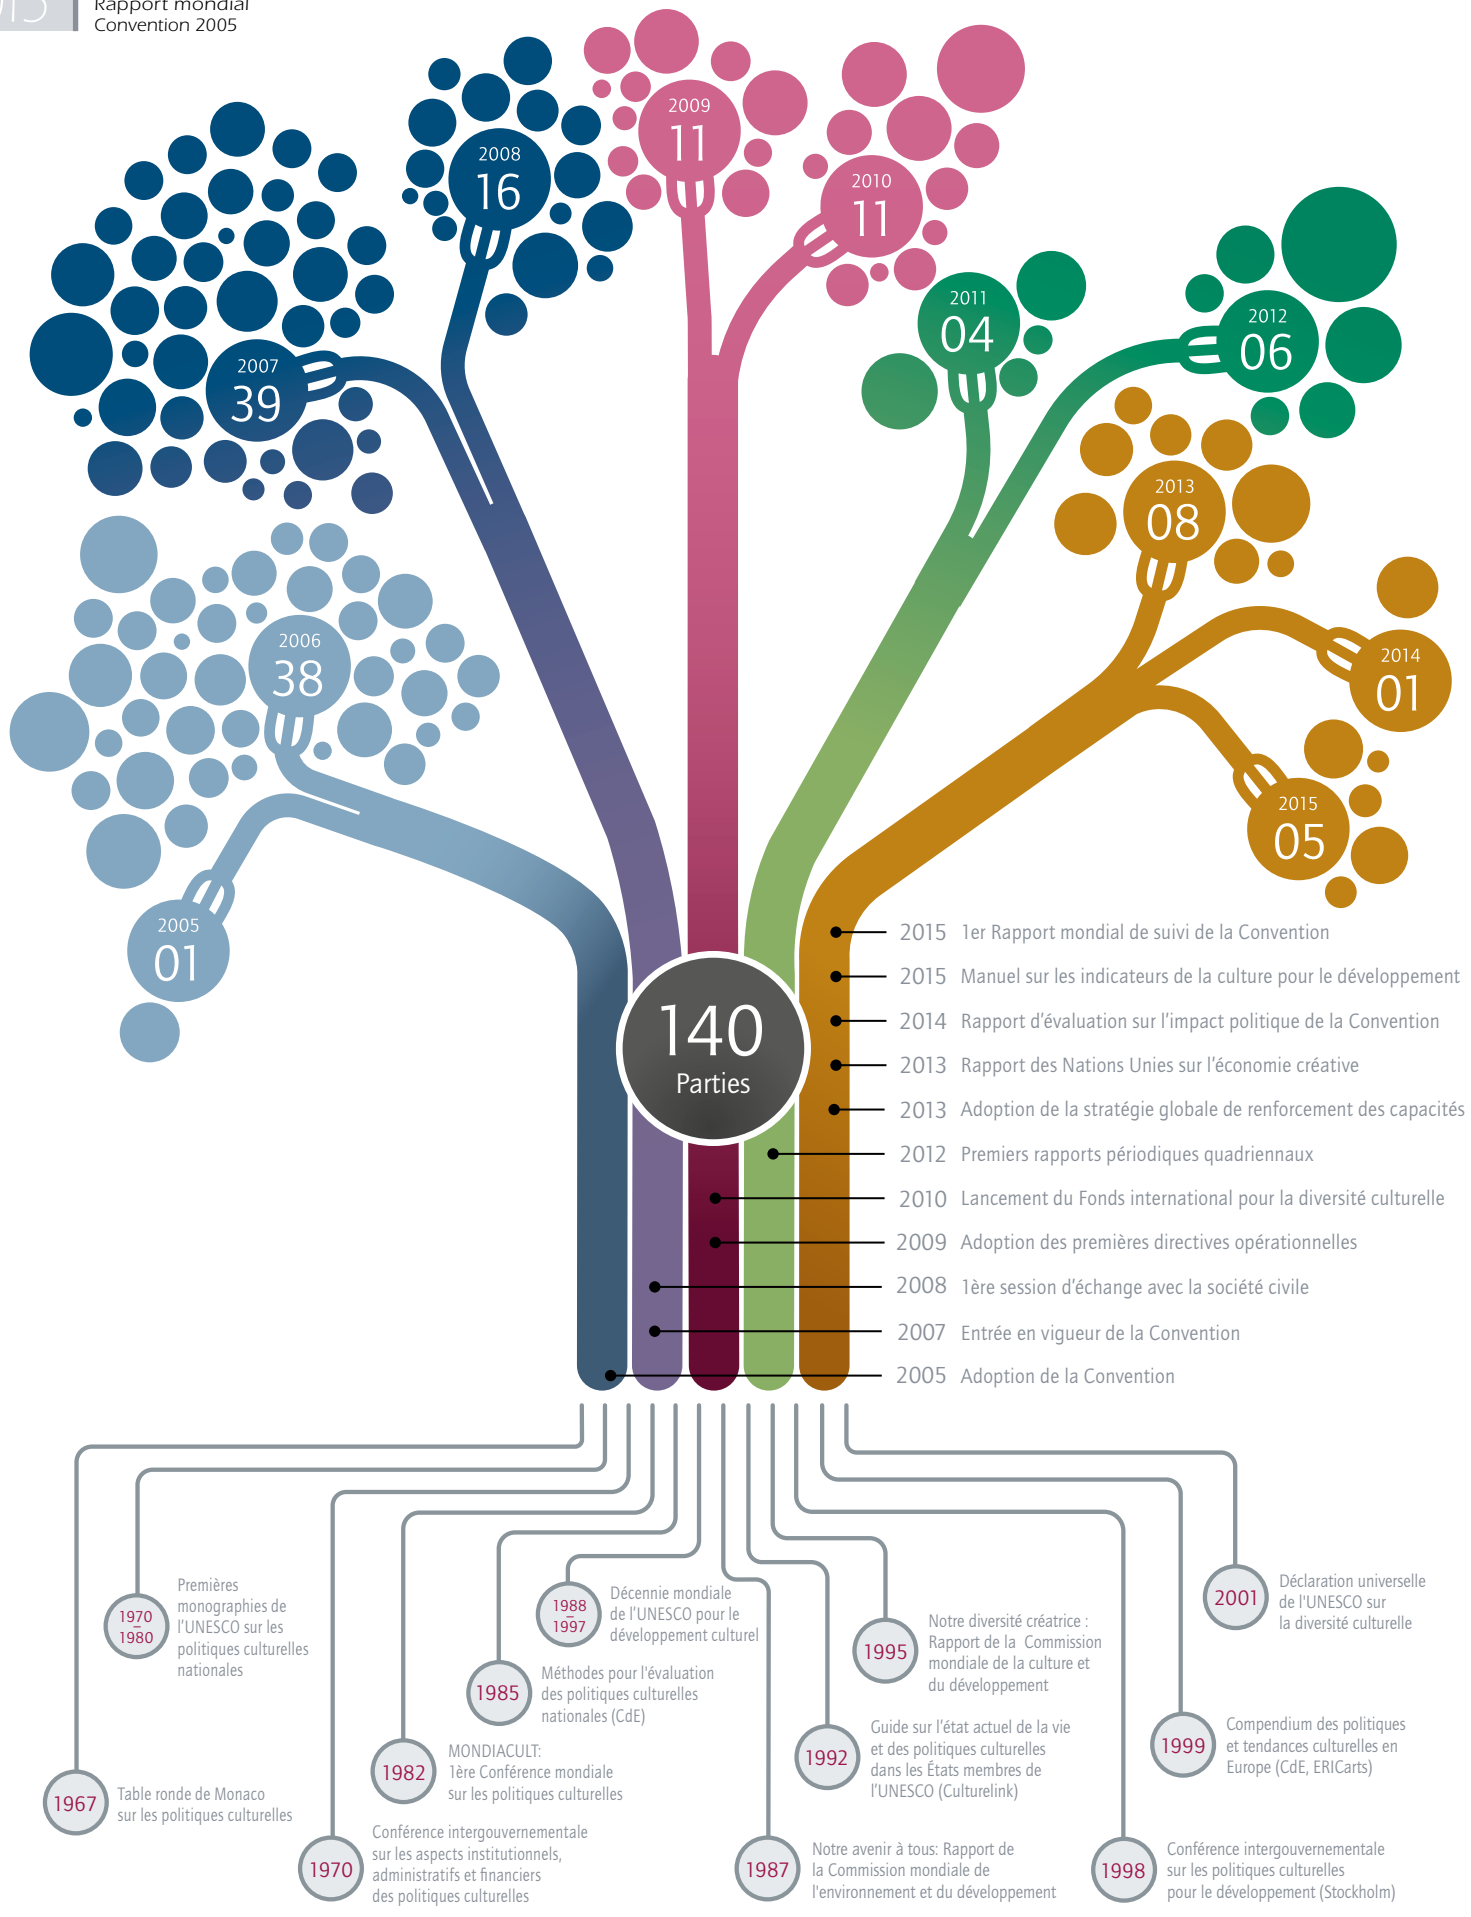 Rapport mondial
Convention 2005
2009
11
2008
16
2010
11
2011
04
2012
06
2007
39
2013
08
2006
38
2014
01
2015
05
2005
01
140
Parties
2015 1er Rapport mondial de suivi de la Convention
2015 Manuel sur les indicateurs de la culture pour le développement
2014 Rapport d’évaluation sur l’impact politique de la Convention
2013 Rapport des Nations Unies sur l’économie créative
2013 Adoption de la stratégie globale de renforcement des capacités
2012 Premiers rapports périodiques quadriennaux
2010 Lancement du Fonds international pour la diversité culturelle
2009 Adoption des premières directives opérationnelles
2008 1ère session d’échange avec la société civile
2007 Entrée en vigueur de la Convention
2005 Adoption de la Convention
1967
Table ronde de Monaco
sur les politiques culturelles
1970
–
1980
Premières
monographies de
l’UNESCO sur les
politiques culturelles
nationales
1970
Conférence intergouvernementale
sur les aspects institutionnels,
administratifs et financiers
des politiques culturelles
1982
MONDIACULT:
1ère Conférence mondiale
sur les politiques culturelles
1985
Méthodes pour l'évaluation
des politiques culturelles
nationales (CdE)
1988
–
1997
Décennie mondiale
de l’UNESCO pour le
développement culturel
1987
Notre avenir à tous: Rapport de
la Commission mondiale de
l'environnement et du développement
1992
Guide sur l’état actuel de la vie
et des politiques culturelles
dans les États membres de
l’UNESCO (Culturelink)
1995
Notre diversité créatrice :
Rapport de la Commission
mondiale de la culture et
du développement
1998
Conférence intergouvernementale
sur les politiques culturelles
pour le développement (Stockholm)
1999
Compendium des politiques
et tendances culturelles en
Europe (CdE, ERICarts)
2001
Déclaration universelle
de l'UNESCO sur
la diversité culturelle